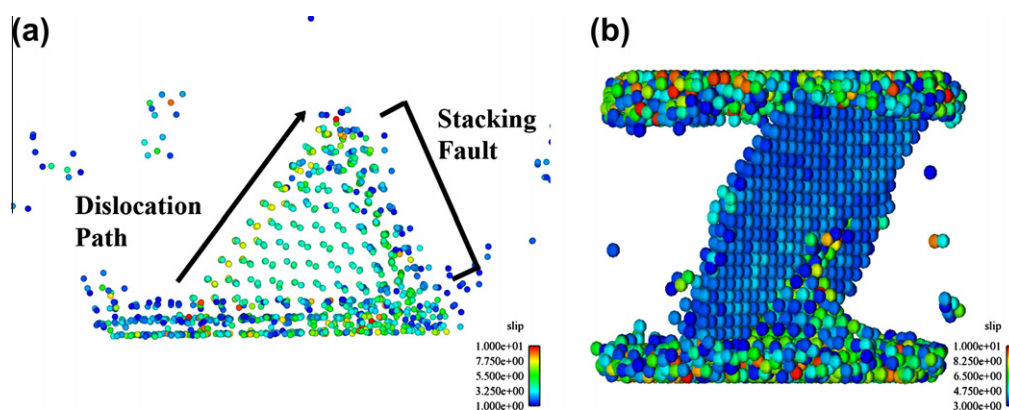 (a)
Dislocation
Path
Stacking
Fault
slip
1.000e+01
7.750e+00
5.500e+00
3.250e+00
1.000e+00
(b)
slip
1.000e+01
8.250e+00
6.500e+00
4.750e+00
3.000e+00